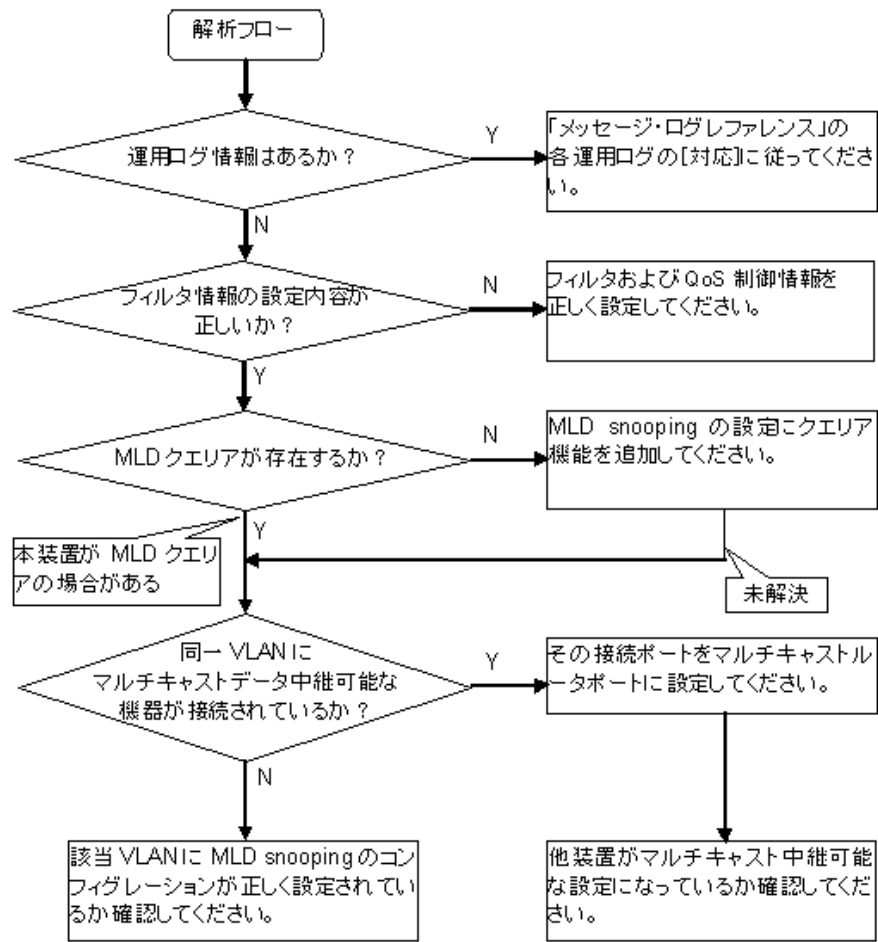 解析フロー
運用ログ情報はあるか？
Y
「メッセージ・ログレファレンス」の
各運用ログの[対応]に従ってくださ
い。
N
フィルタ情報の設定内容が
正しいか？
N
フィルタおよびQoS 制御情報を
正しく設定してください。
Y
MLDクエリアが存在するか？
N
MLD snooping の設定にクエリア
機能を追加してください。
Y
本装置が MLD クエリ
アの場合がある
未解決
同一 VLANに
マルチキャストデータ中継可能な
機器が接続されているか？
Y
その接続ポートをマルチキャストル
ータポートに設定してください。
N
該当 VLANに MLD snoopingのコン
フィグレーションが正しく設定されてい
るか確認してください。
他装置がマルチキャスト中継可能
な設定になっているか確認してくだ
さい。